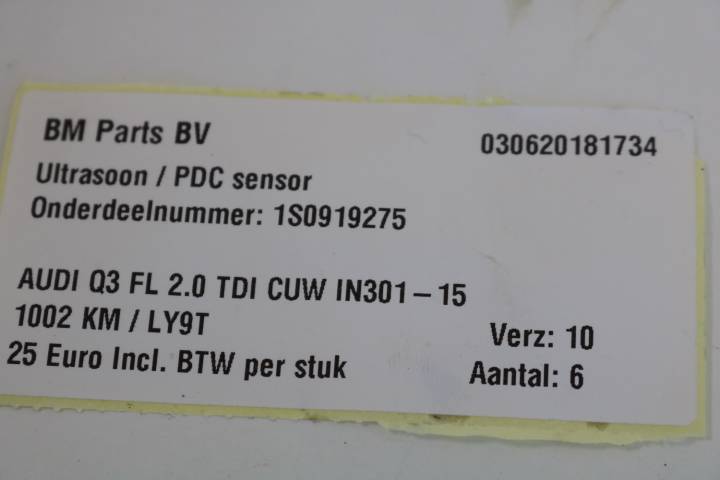 BM Parts BV 030620181734
Ultrasoon / PDC sensor
Onderdeelnummer: 1S0919275
AUDI Q3 FL 2.0 TDI CUW IN301-15
1002 KM / LY9T Verz: 10
25 Euro Incl. BTW per stuk Aantal: 6